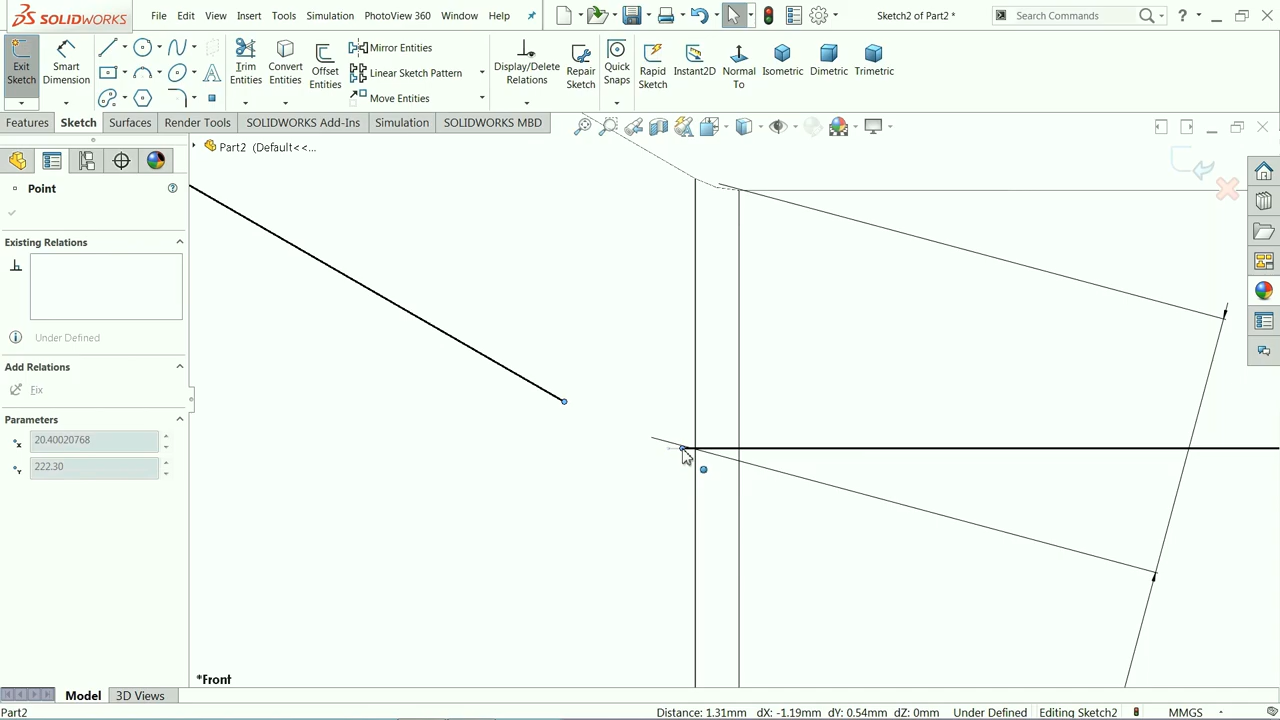 SOLIDWORKS File Edit View Insert Tools Simulation PhotoView 360 Window Help Sketch2 of Part2 * Search Commands ?
Exit Sketch
Smart Dimension
Trim Entities
Convert Entities
Offset Entities
Mirror Entities
Linear Sketch Pattern
Move Entities
Display/Delete Relations
Repair Sketch
Quick Snaps
Rapid Sketch
Instant2D
Normal To
Isometric
Dimetric
Trimetric
Features Sketch Surfaces Render Tools SOLIDWORKS Add-Ins Simulation SOLIDWORKS MBD
Part2 (Default<<...
Point
Existing Relations
Under Defined
Add Relations
Fix
Parameters
20.40020768
222.30
*Front
Model 3D Views
Part2 Distance: 1.31mm dX: -1.19mm dY: 0.54mm dZ: 0mm Under Defined Editing Sketch2 MMGS